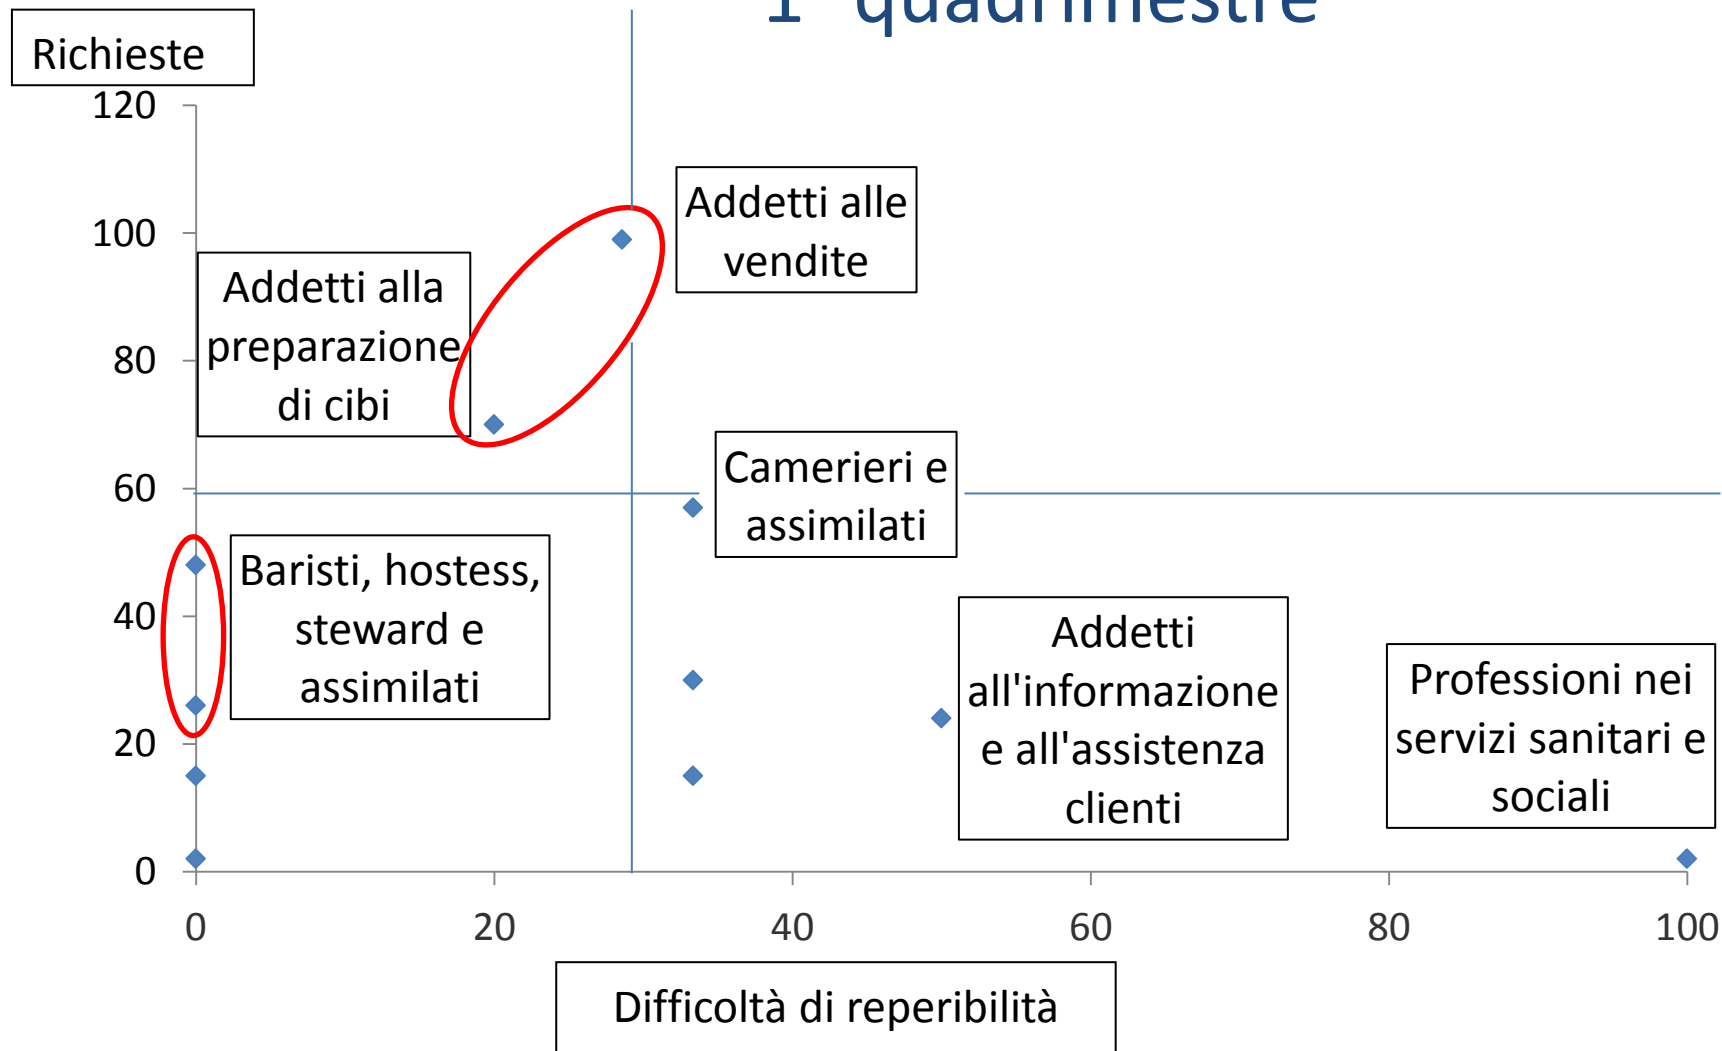 1° quadrimestre
Richieste
120
100
80
60
40
20
0
Addetti alle
vendite
Addetti alla
preparazione
di cibi
Camerieri e
assimilati
Baristi, hostess,
steward e
assimilati
Addetti
all'informazione
e all'assistenza
clienti
Professioni nei
servizi sanitari e
sociali
0 20 40 60 80 100
Difficoltà di reperibilità